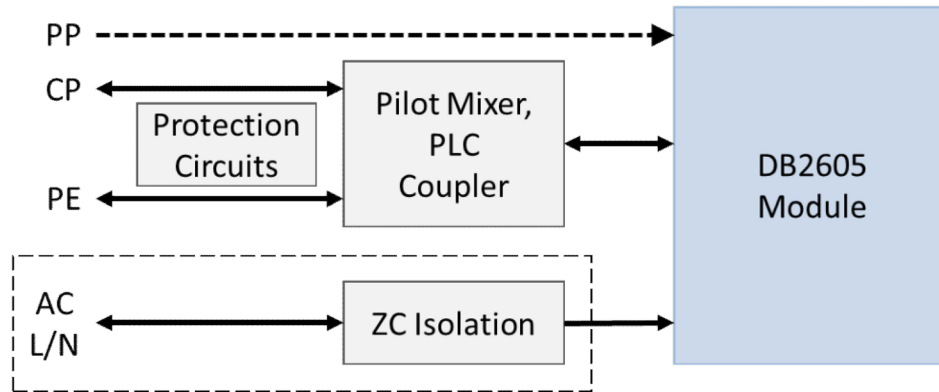 PP
CP
Protection
Circuits
PE
Pilot Mixer,
PLC
Coupler
DB2605
Module
AC
L/N
ZC Isolation